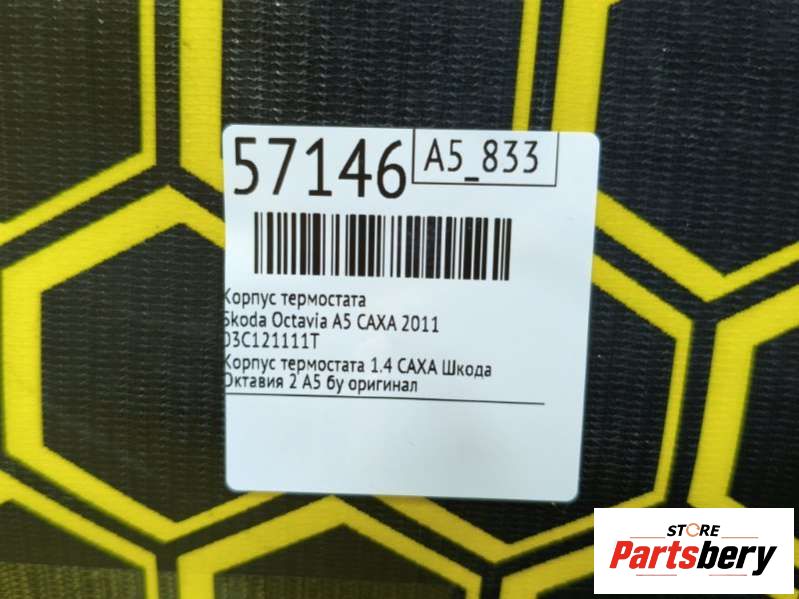 57146
A5_833
Корпус термостата
Skoda Octavia A5 CAXA 2011
03C121111T
Корпус термостата 1.4 CAXA Шкода
Октавия 2 А5 бу оригинал
STORE
Partsbery